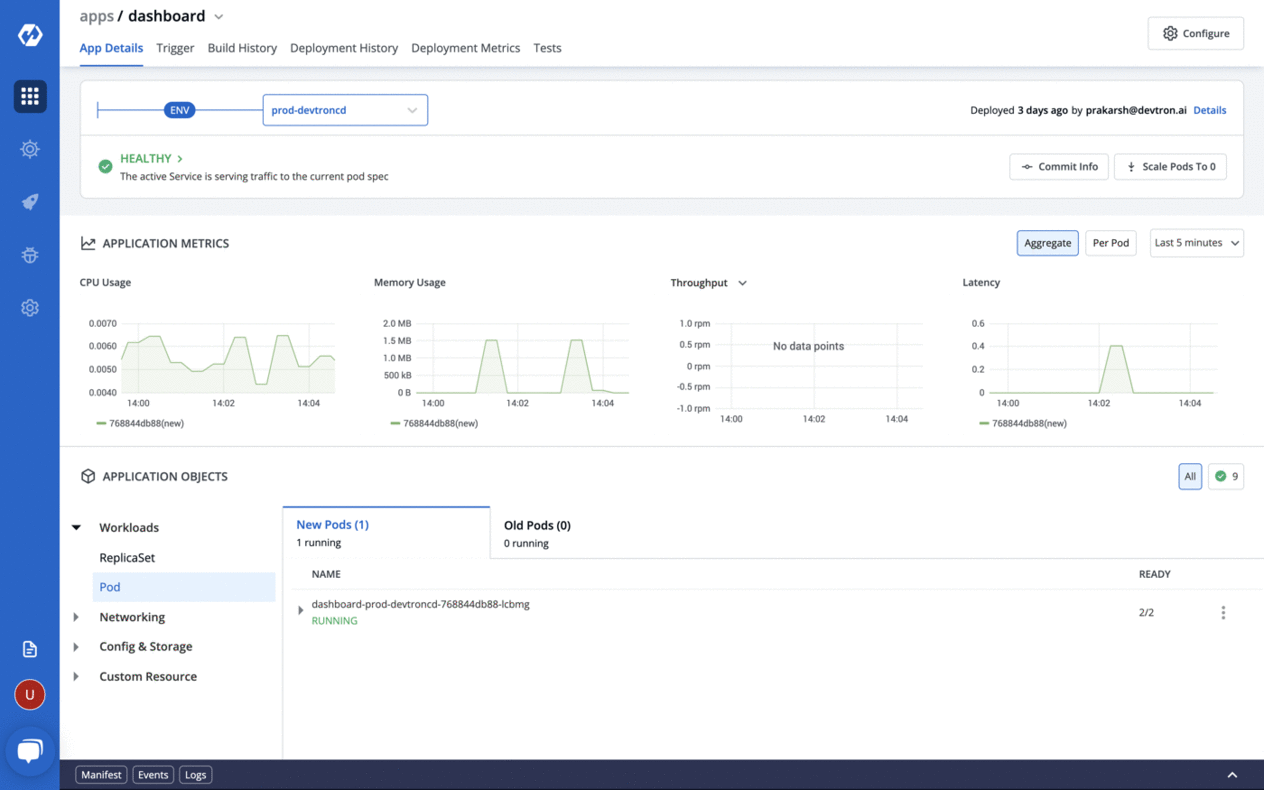 apps / dashboard
App Details Trigger Build History Deployment History Deployment Metrics Tests
Configure
ENV prod-devtroncd
Deployed 3 days ago by prakarsh@devtron.ai Details
HEALTHY
The active Service is serving traffic to the current pod spec
Commit Info Scale Pods To 0
APPLICATION METRICS
Aggregate Per Pod Last 5 minutes
CPU Usage
0.0070
0.0060
0.0050
0.0040
14:00 14:02 14:04
768844db88(new)
Memory Usage
2.0 MB
1.5 MB
1.0 MB
500 kB
0 B
14:00 14:02 14:04
768844db88(new)
Throughput
1.0 rpm
0.5 rpm
0 rpm
-0.5 rpm
-1.0 rpm
No data points
14:00 14:02 14:04
Latency
0.6
0.4
0.2
0
14:00 14:02 14:04
768844db88(new)
APPLICATION OBJECTS
All 9
Workloads
ReplicaSet
Pod
Networking
Config & Storage
Custom Resource
New Pods (1)
1 running
Old Pods (0)
0 running
NAME READY
dashboard-prod-devtroncd-768844db88-lcbmg
RUNNING
2/2
U
Manifest Events Logs